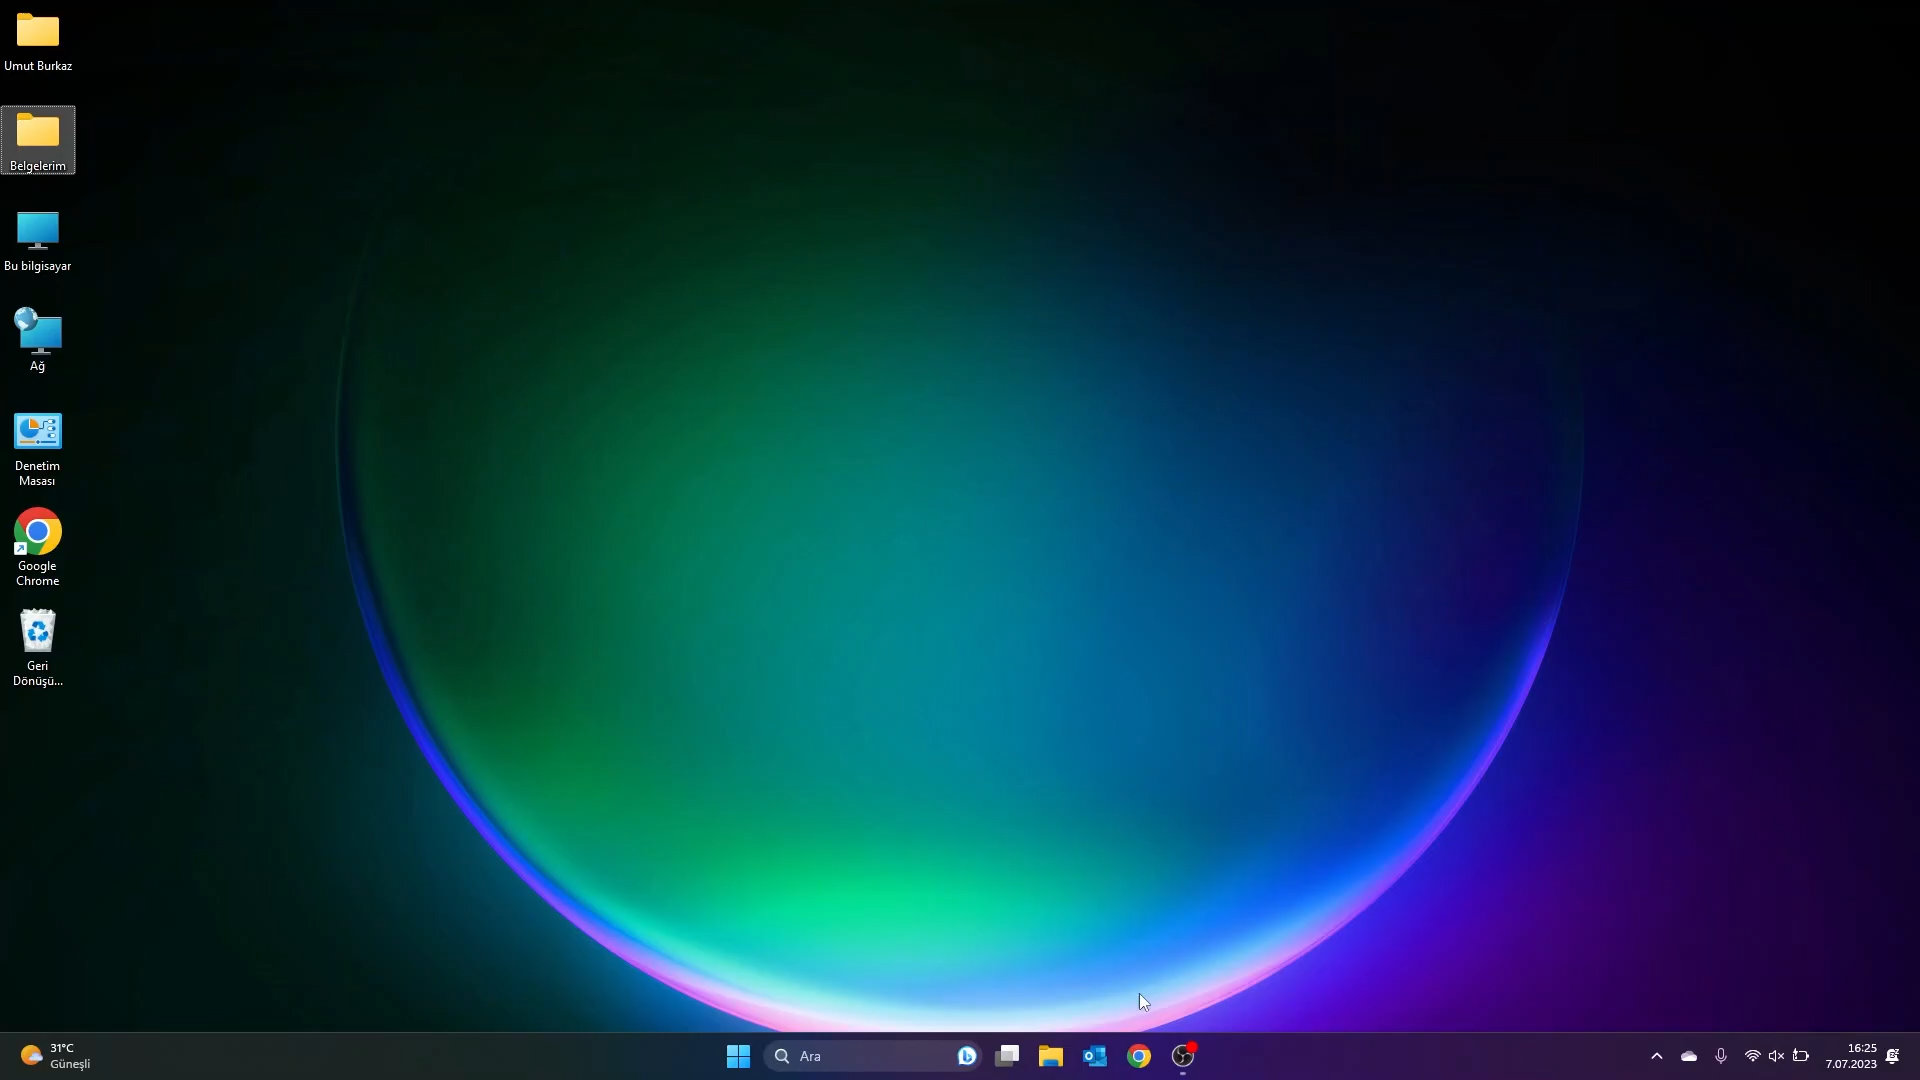 Umut Burkaz
Belgelerim
Bu bilgisayar
Ağ
Denetim
Masası
Google
Chrome
Geri
Dönüşü...
31°C
Güneşli
Ara
16:25
7.07.2023